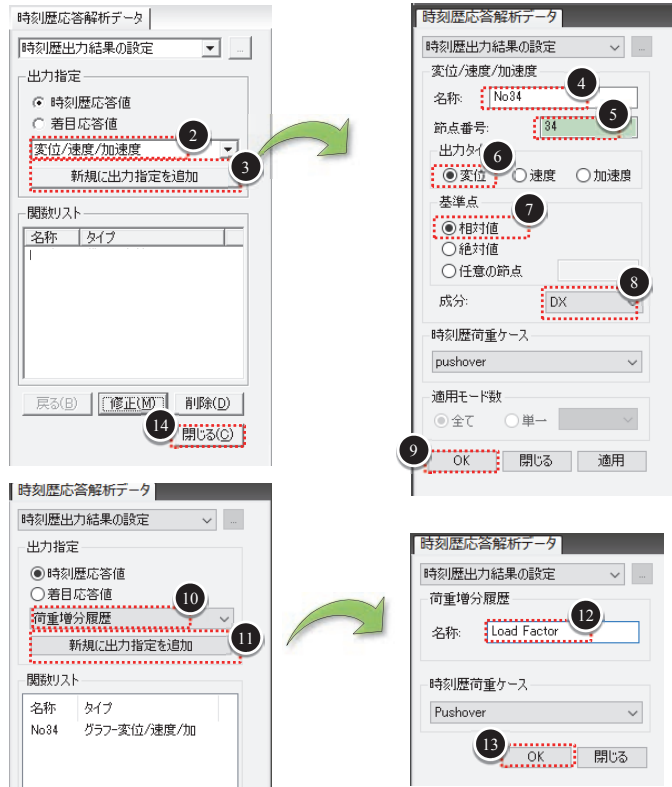 時刻歴応答解析データ
時刻歴出力結果の設定
...
出力指定
時刻歴応答値
着目応答値
2
変位/速度/加速度
3
新規に出力指定を追加
関数リスト
名称 タイプ
戻る(B) 修正(M) 削除(D)
14
閉じる(C)
時刻歴応答解析データ
時刻歴出力結果の設定
...
変位/速度/加速度
4
名称: No34
5
節点番号: 34
出力タイ
6
変位 速度 加速度
基準点
7
相対値
絶対値
任意の節点
8
成分: DX
時刻歴荷重ケース
pushover
適用モード数
全て 単一
9
OK 閉じる 適用
時刻歴応答解析データ
時刻歴出力結果の設定
...
出力指定
時刻歴応答値
着目応答値
10
荷重増分履歴
11
新規に出力指定を追加
関数リスト
名称 タイプ
No34 グラフ-変位/速度/加
時刻歴応答解析データ
時刻歴出力結果の設定
...
荷重増分履歴
12
名称: Load Factor
時刻歴荷重ケース
Pushover
13
OK 閉じる